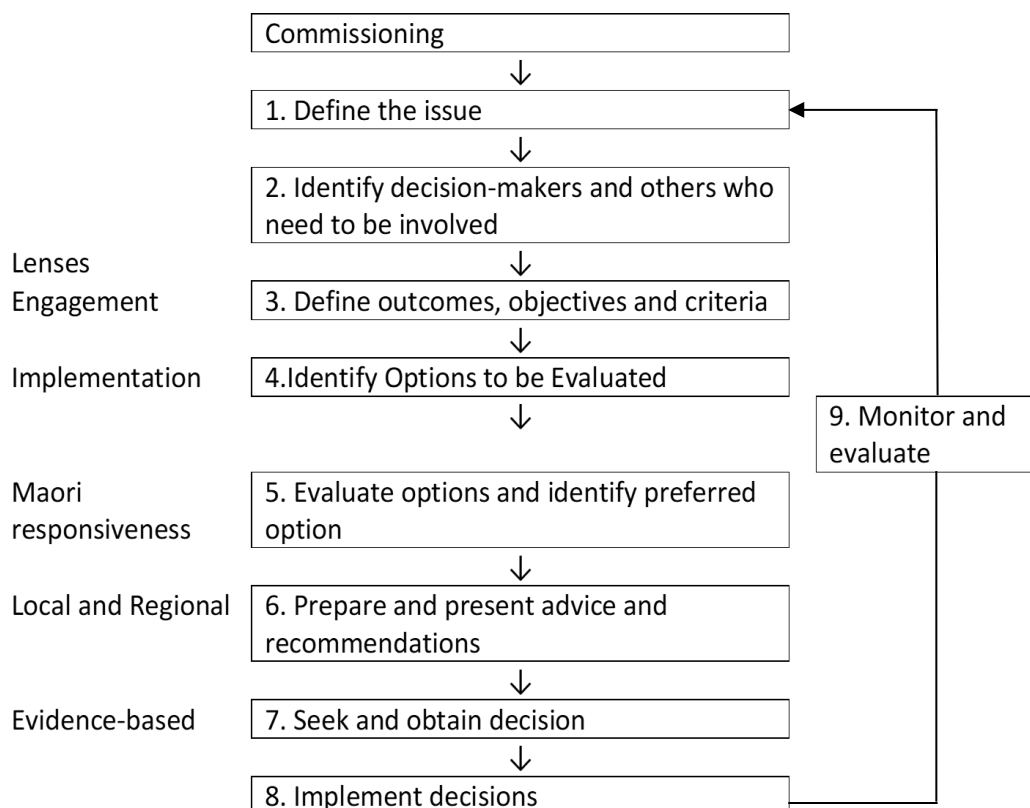 Commissioning
1. Define the issue
2. Identify decision-makers and others who
need to be involved
Lenses
Engagement
3. Define outcomes, objectives and criteria
Implementation
4.Identify Options to be Evaluated
9. Monitor and
evaluate
Maori
responsiveness
5. Evaluate options and identify preferred
option
Local and Regional
6. Prepare and present advice and
recommendations
Evidence-based
7. Seek and obtain decision
8. Implement decisions